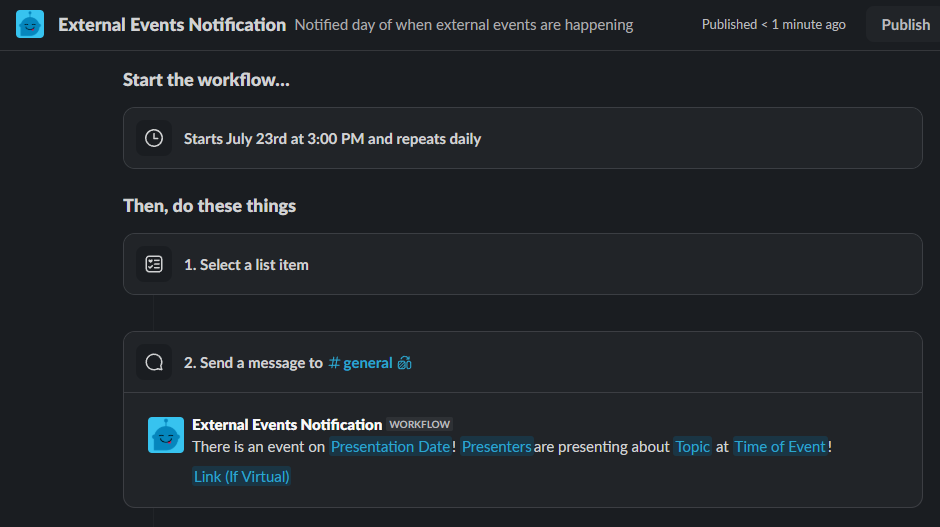 External Events Notification Notified day of when external events are happening Published < 1 minute ago Publish
Start the workflow...
Starts July 23rd at 3:00 PM and repeats daily
Then, do these things
1. Select a list item
2. Send a message to #general
External Events Notification WORKFLOW
There is an event on Presentation Date! Presenters are presenting about Topic at Time of Event!
Link (If Virtual)